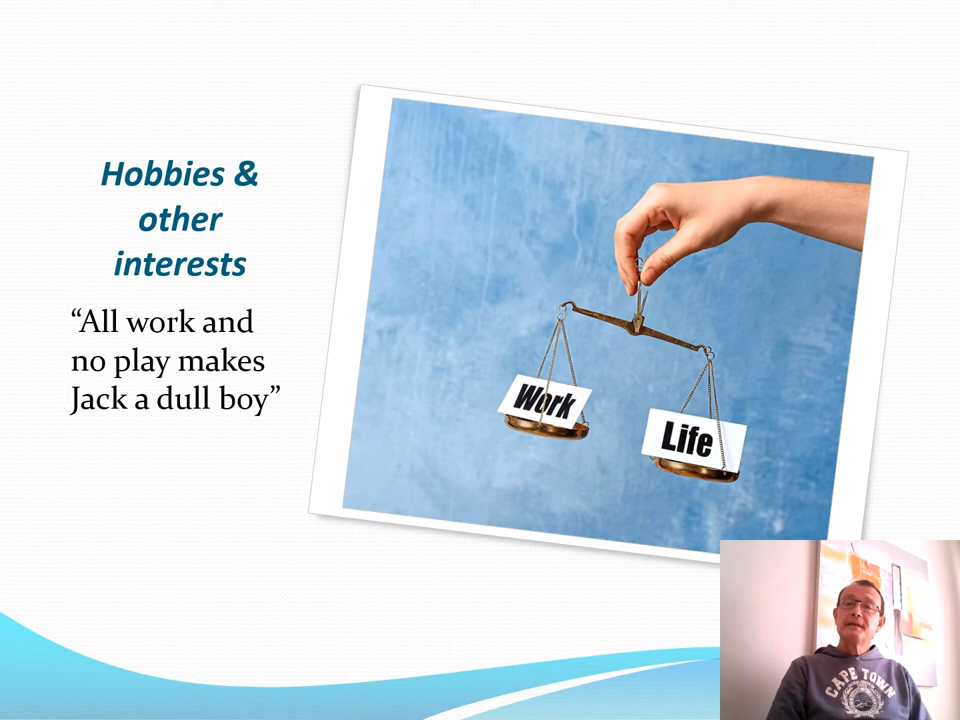 Hobbies &
other
interests
“All work and
no play makes
Jack a dull boy”
Work
Life
CAPE TOWN